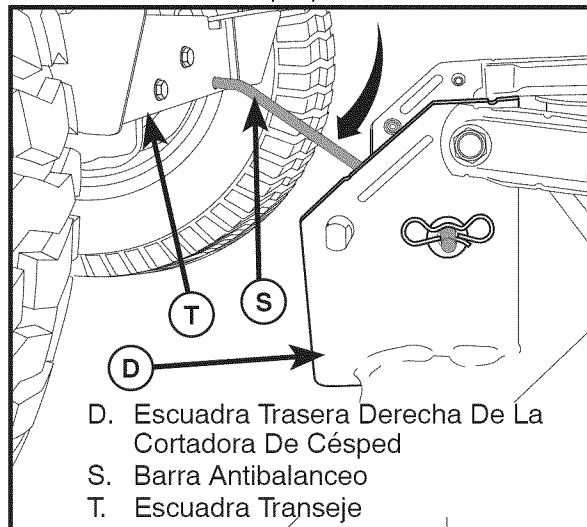 T
S
D
D. Escuadra Trasera Derecha De La
Cortadora De Césped
S. Barra Antibalanceo
T. Escuadra Transeje